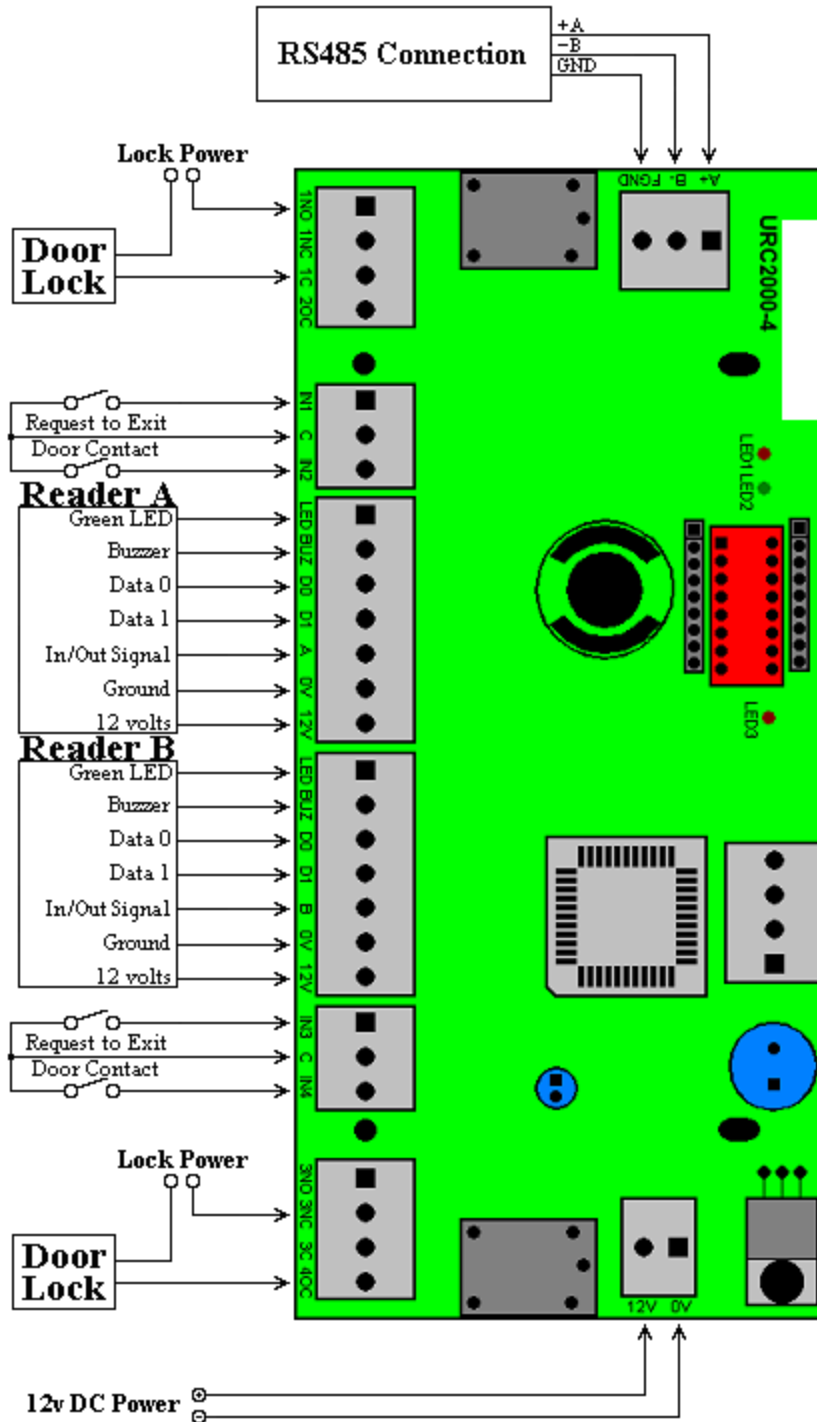 RS485 Connection
+A
-B
GND
Lock Power
FGND B- A+
URC2000-4
1NO 1NC 1C 2OC
Door
Lock
IN1 C IN2
Request to Exit
Door Contact
LED1 LED2
Reader A
Green LED
Buzzer
Data 0
Data 1
In/Out Signal
Ground
12 volts
LED BUZ D0 D1 A 0V 12V
LED3
Reader B
Green LED
Buzzer
Data 0
Data 1
In/Out Signal
Ground
12 volts
LED BUZ D0 D1 B 0V 12V
IN3 C IN4
Request to Exit
Door Contact
Lock Power
3NO 3NC 3C 4OC
Door
Lock
12V 0V
12v DC Power
+
-